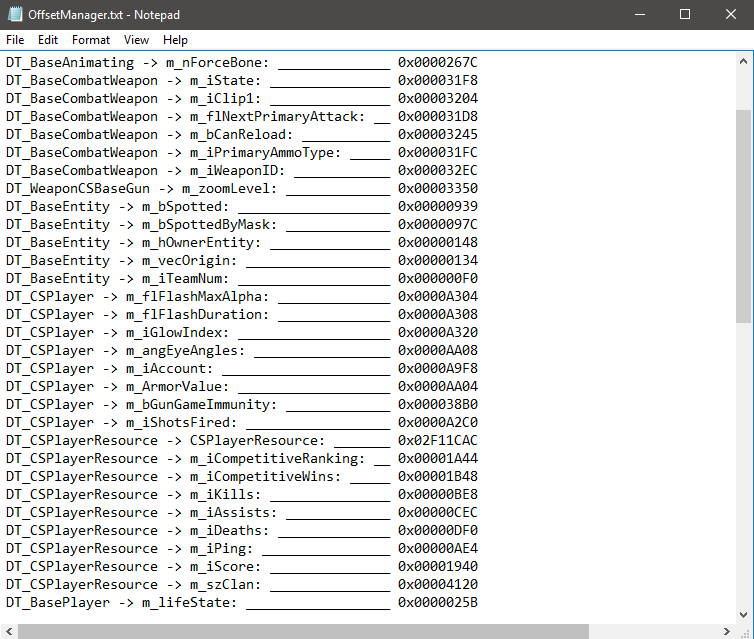 OffsetManager.txt - Notepad
File Edit Format View Help
DT_BaseAnimating -> m_nForceBone: ______________ 0x0000267C
DT_BaseCombatWeapon -> m_iState: _______________ 0x000031F8
DT_BaseCombatWeapon -> m_iClip1: _______________ 0x00003204
DT_BaseCombatWeapon -> m_flNextPrimaryAttack: __ 0x000031D8
DT_BaseCombatWeapon -> m_bCanReload: ___________ 0x00003245
DT_BaseCombatWeapon -> m_iPrimaryAmmoType: _____ 0x000031FC
DT_BaseCombatWeapon -> m_iWeaponID: ____________ 0x000032EC
DT_WeaponCSBaseGun -> m_zoomLevel: _____________ 0x00003350
DT_BaseEntity -> m_bSpotted: ___________________ 0x00000939
DT_BaseEntity -> m_bSpottedByMask: _____________ 0x0000097C
DT_BaseEntity -> m_hOwnerEntity: _______________ 0x00000148
DT_BaseEntity -> m_vecOrigin: __________________ 0x00000134
DT_BaseEntity -> m_iTeamNum: ___________________ 0x000000F0
DT_CSPlayer -> m_flFlashMaxAlpha: ______________ 0x0000A304
DT_CSPlayer -> m_flFlashDuration: ______________ 0x0000A308
DT_CSPlayer -> m_iGlowIndex: ___________________ 0x0000A320
DT_CSPlayer -> m_angEyeAngles: _________________ 0x0000AA08
DT_CSPlayer -> m_iAccount: _____________________ 0x0000A9F8
DT_CSPlayer -> m_ArmorValue: ___________________ 0x0000AA04
DT_CSPlayer -> m_bGunGameImmunity: _____________ 0x000038B0
DT_CSPlayer -> m_iShotsFired: __________________ 0x0000A2C0
DT_CSPlayerResource -> CSPlayerResource: _______ 0x02F11CAC
DT_CSPlayerResource -> m_iCompetitiveRanking: __ 0x00001A44
DT_CSPlayerResource -> m_iCompetitiveWins: _____ 0x00001B48
DT_CSPlayerResource -> m_iKills: _______________ 0x00000BE8
DT_CSPlayerResource -> m_iAssists: _____________ 0x00000CEC
DT_CSPlayerResource -> m_iDeaths: ______________ 0x00000DF0
DT_CSPlayerResource -> m_iPing: ________________ 0x00000AE4
DT_CSPlayerResource -> m_iScore: _______________ 0x00001940
DT_CSPlayerResource -> m_szClan: _______________ 0x00004120
DT_BasePlayer -> m_lifeState: __________________ 0x0000025B